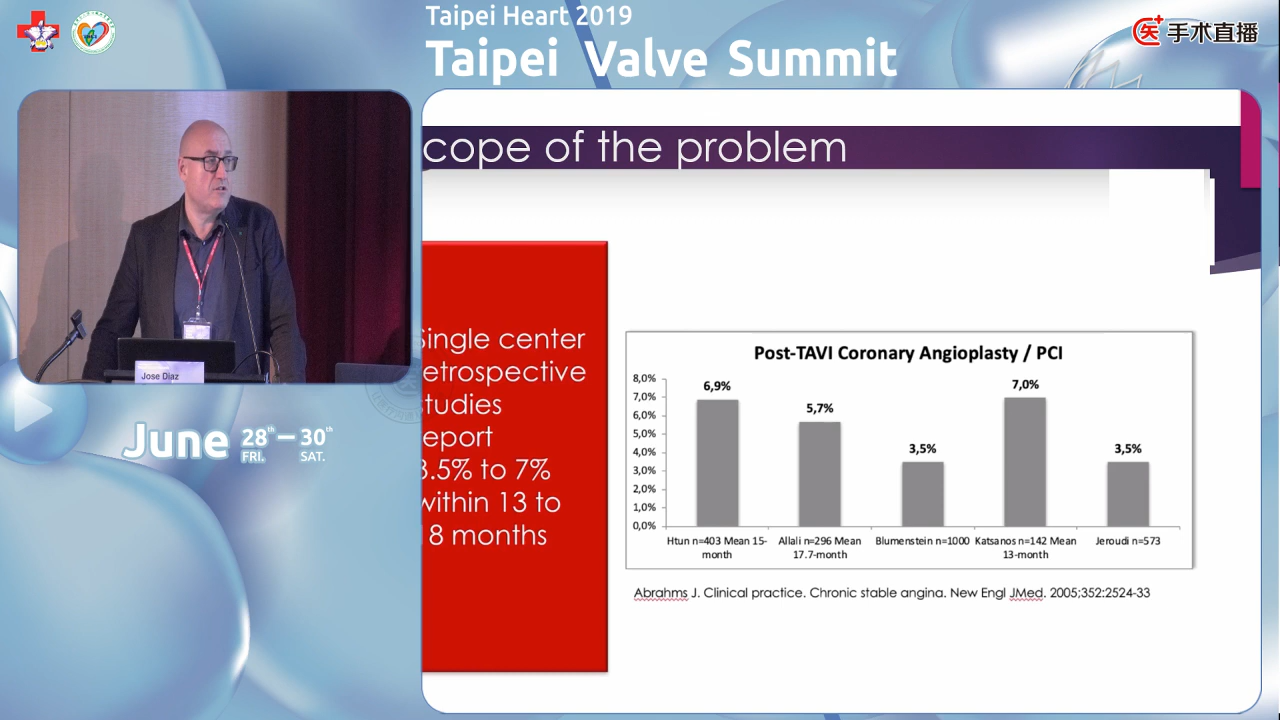 Taipei Heart 2019
Taipei Valve Summit
手术直播
cope of the problem
Single center
etrospective
studies
eport
3.5% to 7%
within 13 to
8 months
Post-TAVI Coronary Angioplasty / PCI
8,0%
7,0%
6,0%
5,0%
4,0%
3,0%
2,0%
1,0%
0,0%
6,9%
5,7%
3,5%
7,0%
3,5%
Htun n=403 Mean 15-
month
Allali n=296 Mean
17.7-month
Blumenstein n=1000
Katsanos n=142 Mean
13-month
Jeroudi n=573
Abrahms J. Clinical practice. Chronic stable angina. New Engl JMed. 2005;352:2524-33
Jose Diaz
June 28th — 30th
FRI. SAT.